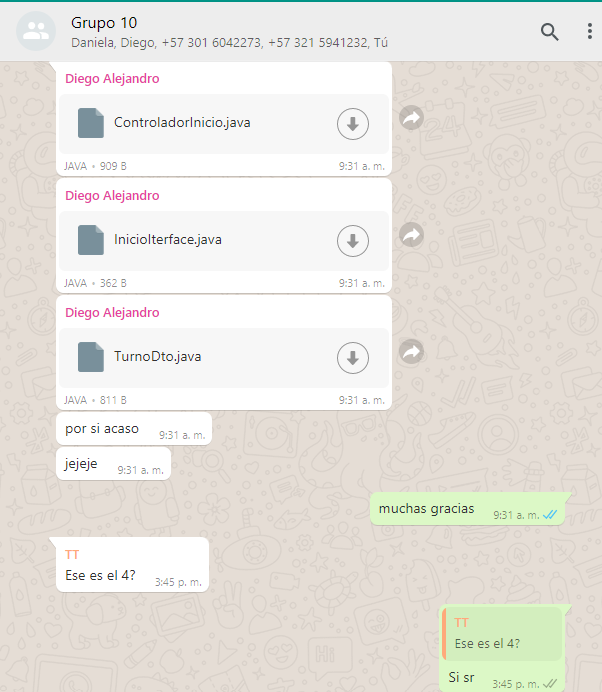 Grupo 10
Daniela, Diego, +57 301 6042273, +57 321 5941232, Tú
Diego Alejandro
ControladorInicio.java
JAVA • 909 B 9:31 a. m.
Diego Alejandro
InicioIterface.java
JAVA • 362 B 9:31 a. m.
Diego Alejandro
TurnoDto.java
JAVA • 811 B 9:31 a. m.
por si acaso 9:31 a. m.
jejeje 9:31 a. m.
muchas gracias 9:31 a. m.
TT
Ese es el 4? 3:45 p. m.
TT
Ese es el 4?
Si sr 3:45 p. m.